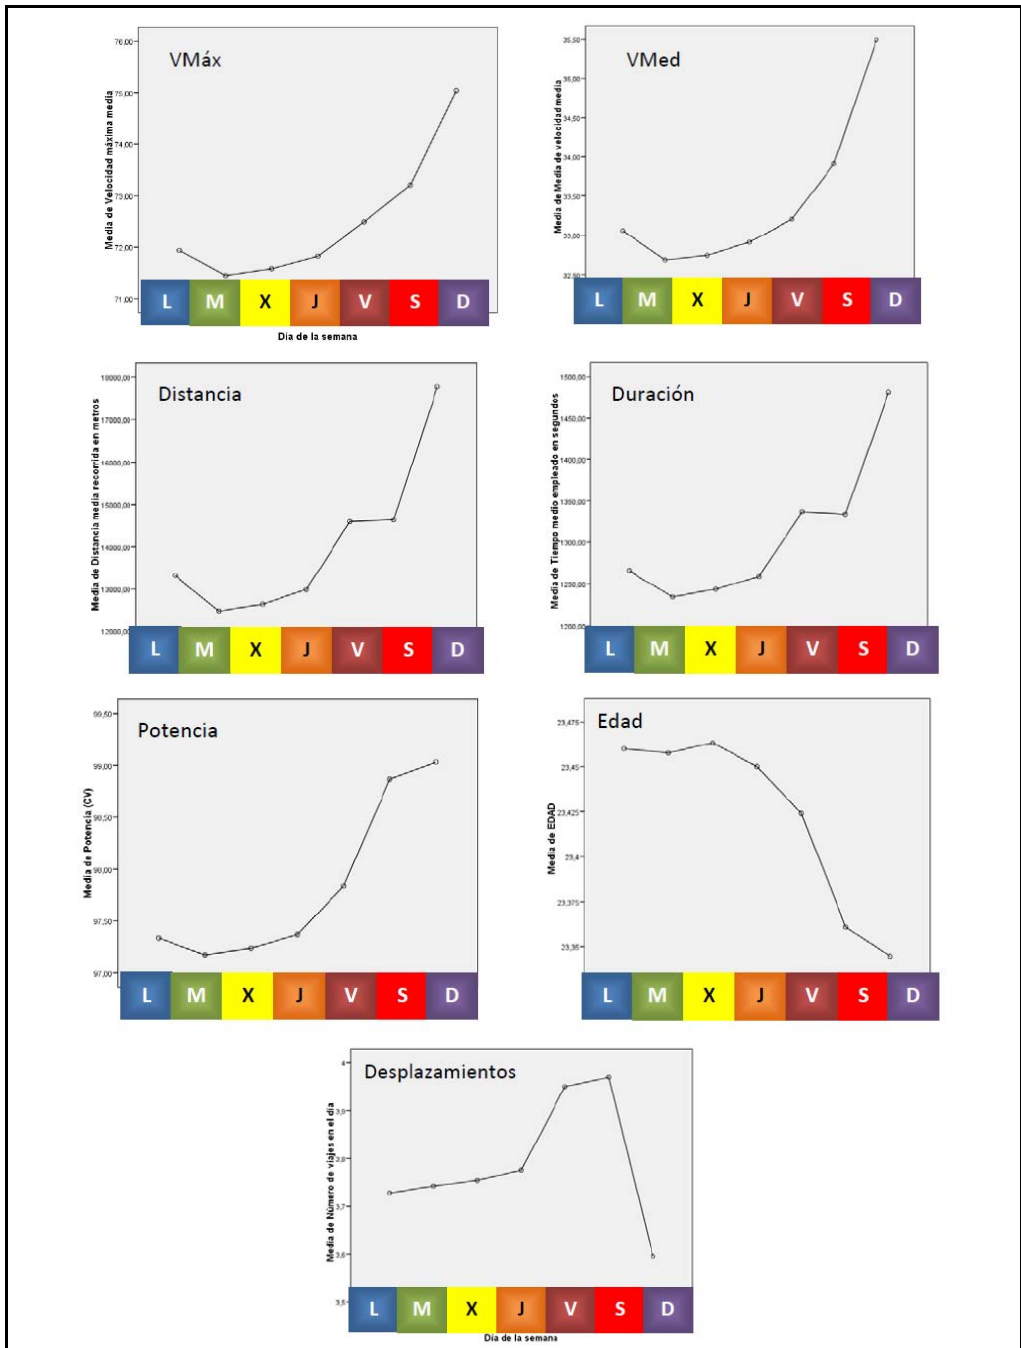 VMáx
Media de Velocidad máxima media
76,00
75,00
74,00
73,00
72,00
71,00
L M X J V S D
Día de la semana
VMed
Media de Media de velocidad media
35,50
35,00
34,50
34,00
33,50
33,00
32,50
L M X J V S D
Distancia
Media de Distancia media recorrida en metros
18000,00
17000,00
16000,00
15000,00
14000,00
13000,00
12000,00
L M X J V S D
Duración
Media de Tiempo medio empleado en segundos
1500,00
1450,00
1400,00
1350,00
1300,00
1250,00
1200,00
L M X J V S D
Potencia
Media de Potencia (CV)
99,50
99,00
98,50
98,00
97,50
97,00
L M X J V S D
Edad
Media de EDAD
23,475
23,45
23,425
23,4
23,375
23,35
L M X J V S D
Desplazamientos
Media de Número de viajes en el día
4
3,9
3,8
3,7
3,6
3,5
L M X J V S D
Día de la semana